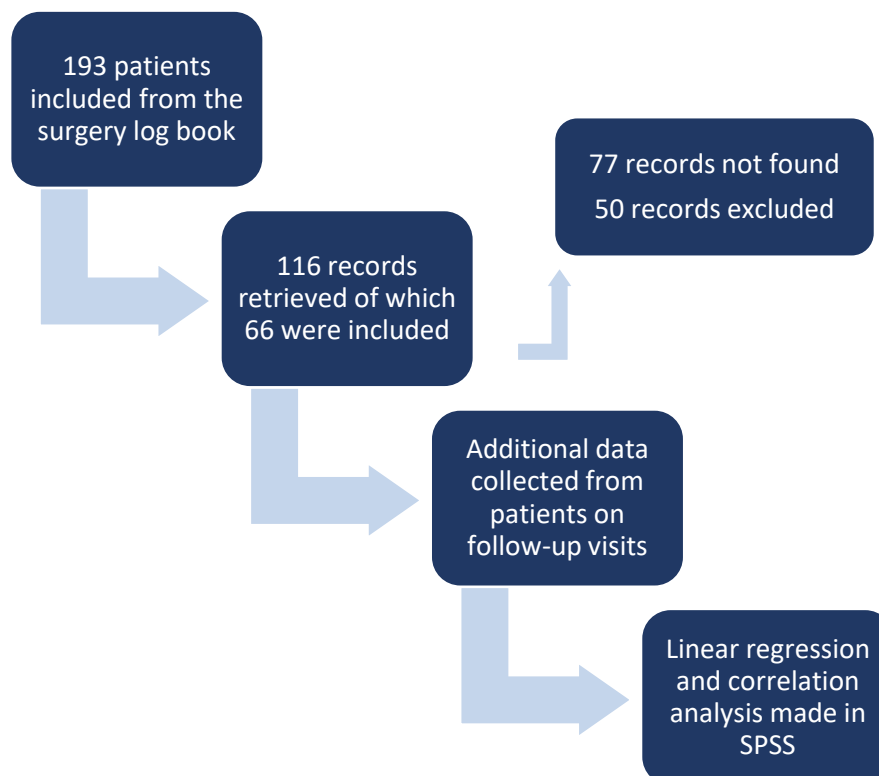 193 patients
included from the
surgery log book
77 records not found
50 records excluded
116 records
retrieved of which
66 were included
Additional data
collected from
patients on
follow-up visits
Linear regression
and correlation
analysis made in
SPSS